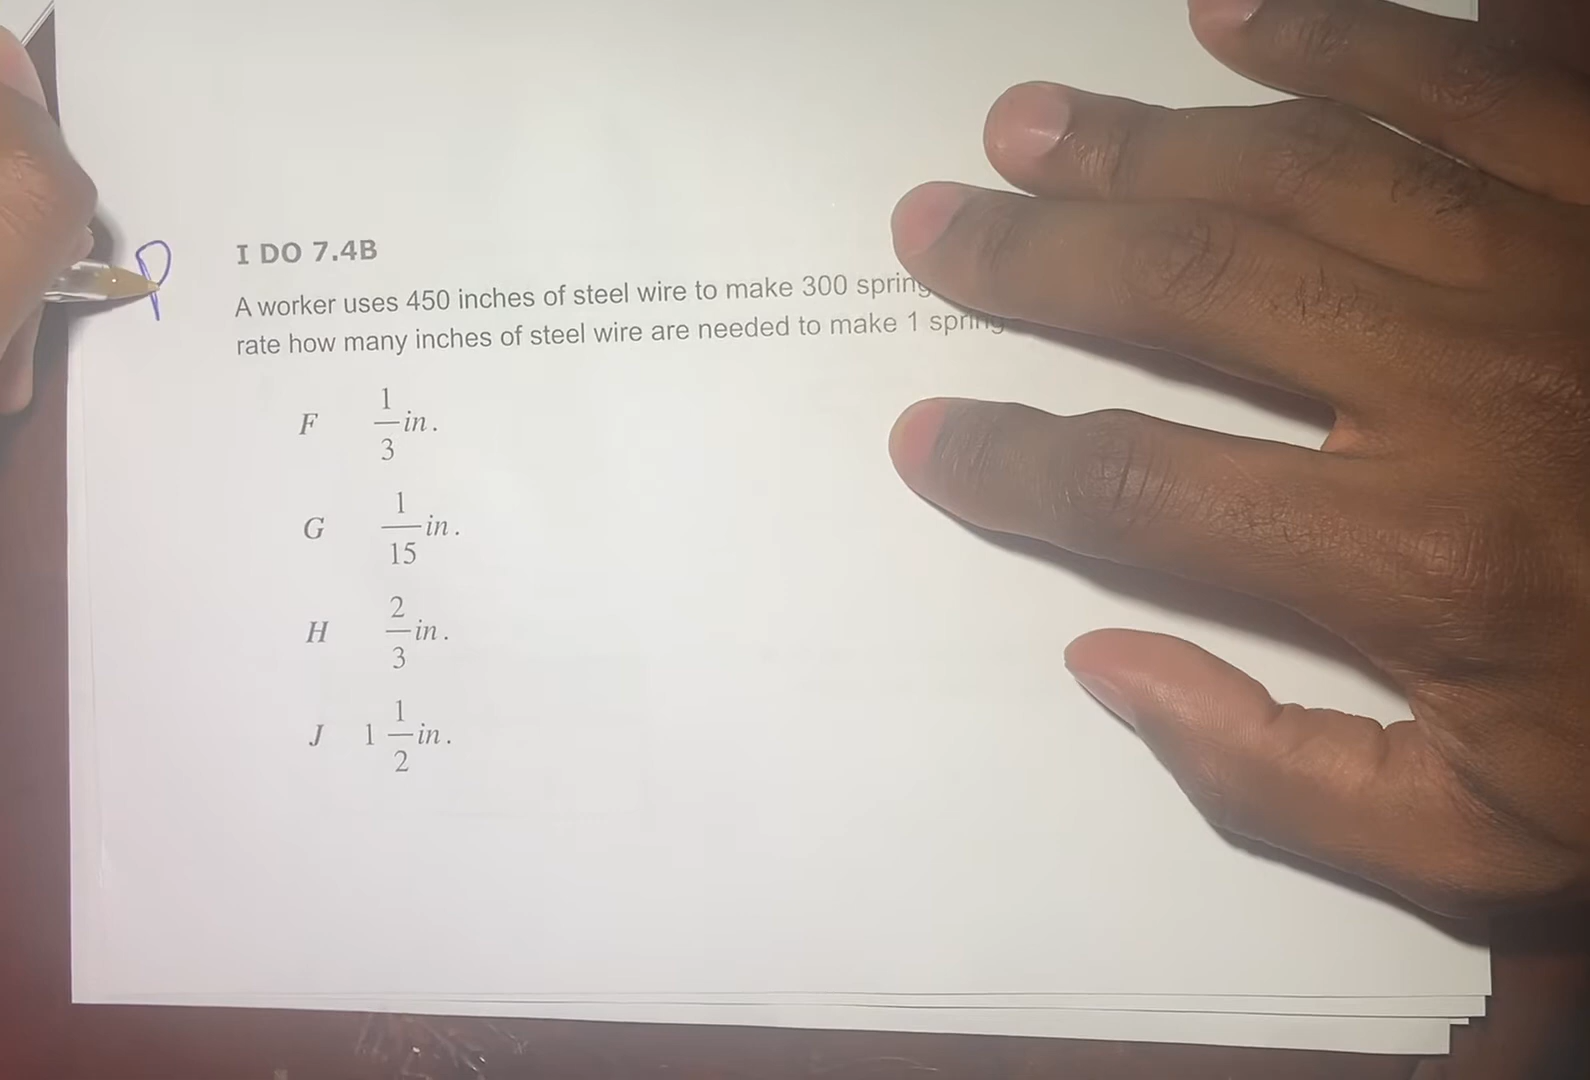 P
I DO 7.4B
A worker uses 450 inches of steel wire to make 300 spring
rate how many inches of steel wire are needed to make 1 spring
F 1/3 in.
G 1/15 in.
H 2/3 in.
J 1 1/2 in.